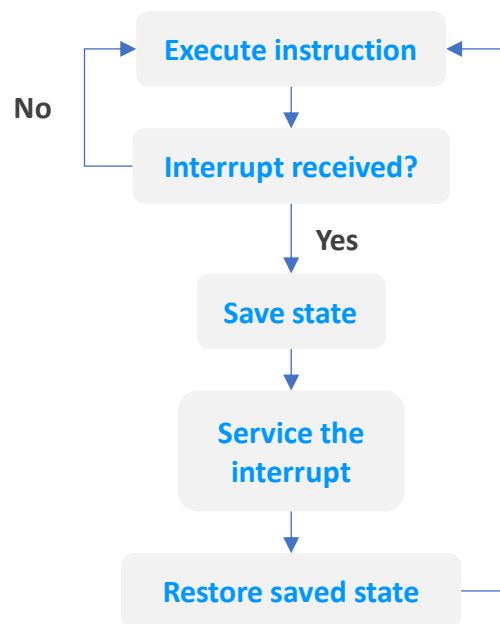 Execute instruction
No
Interrupt received?
Yes
Save state
Service the
interrupt
Restore saved state